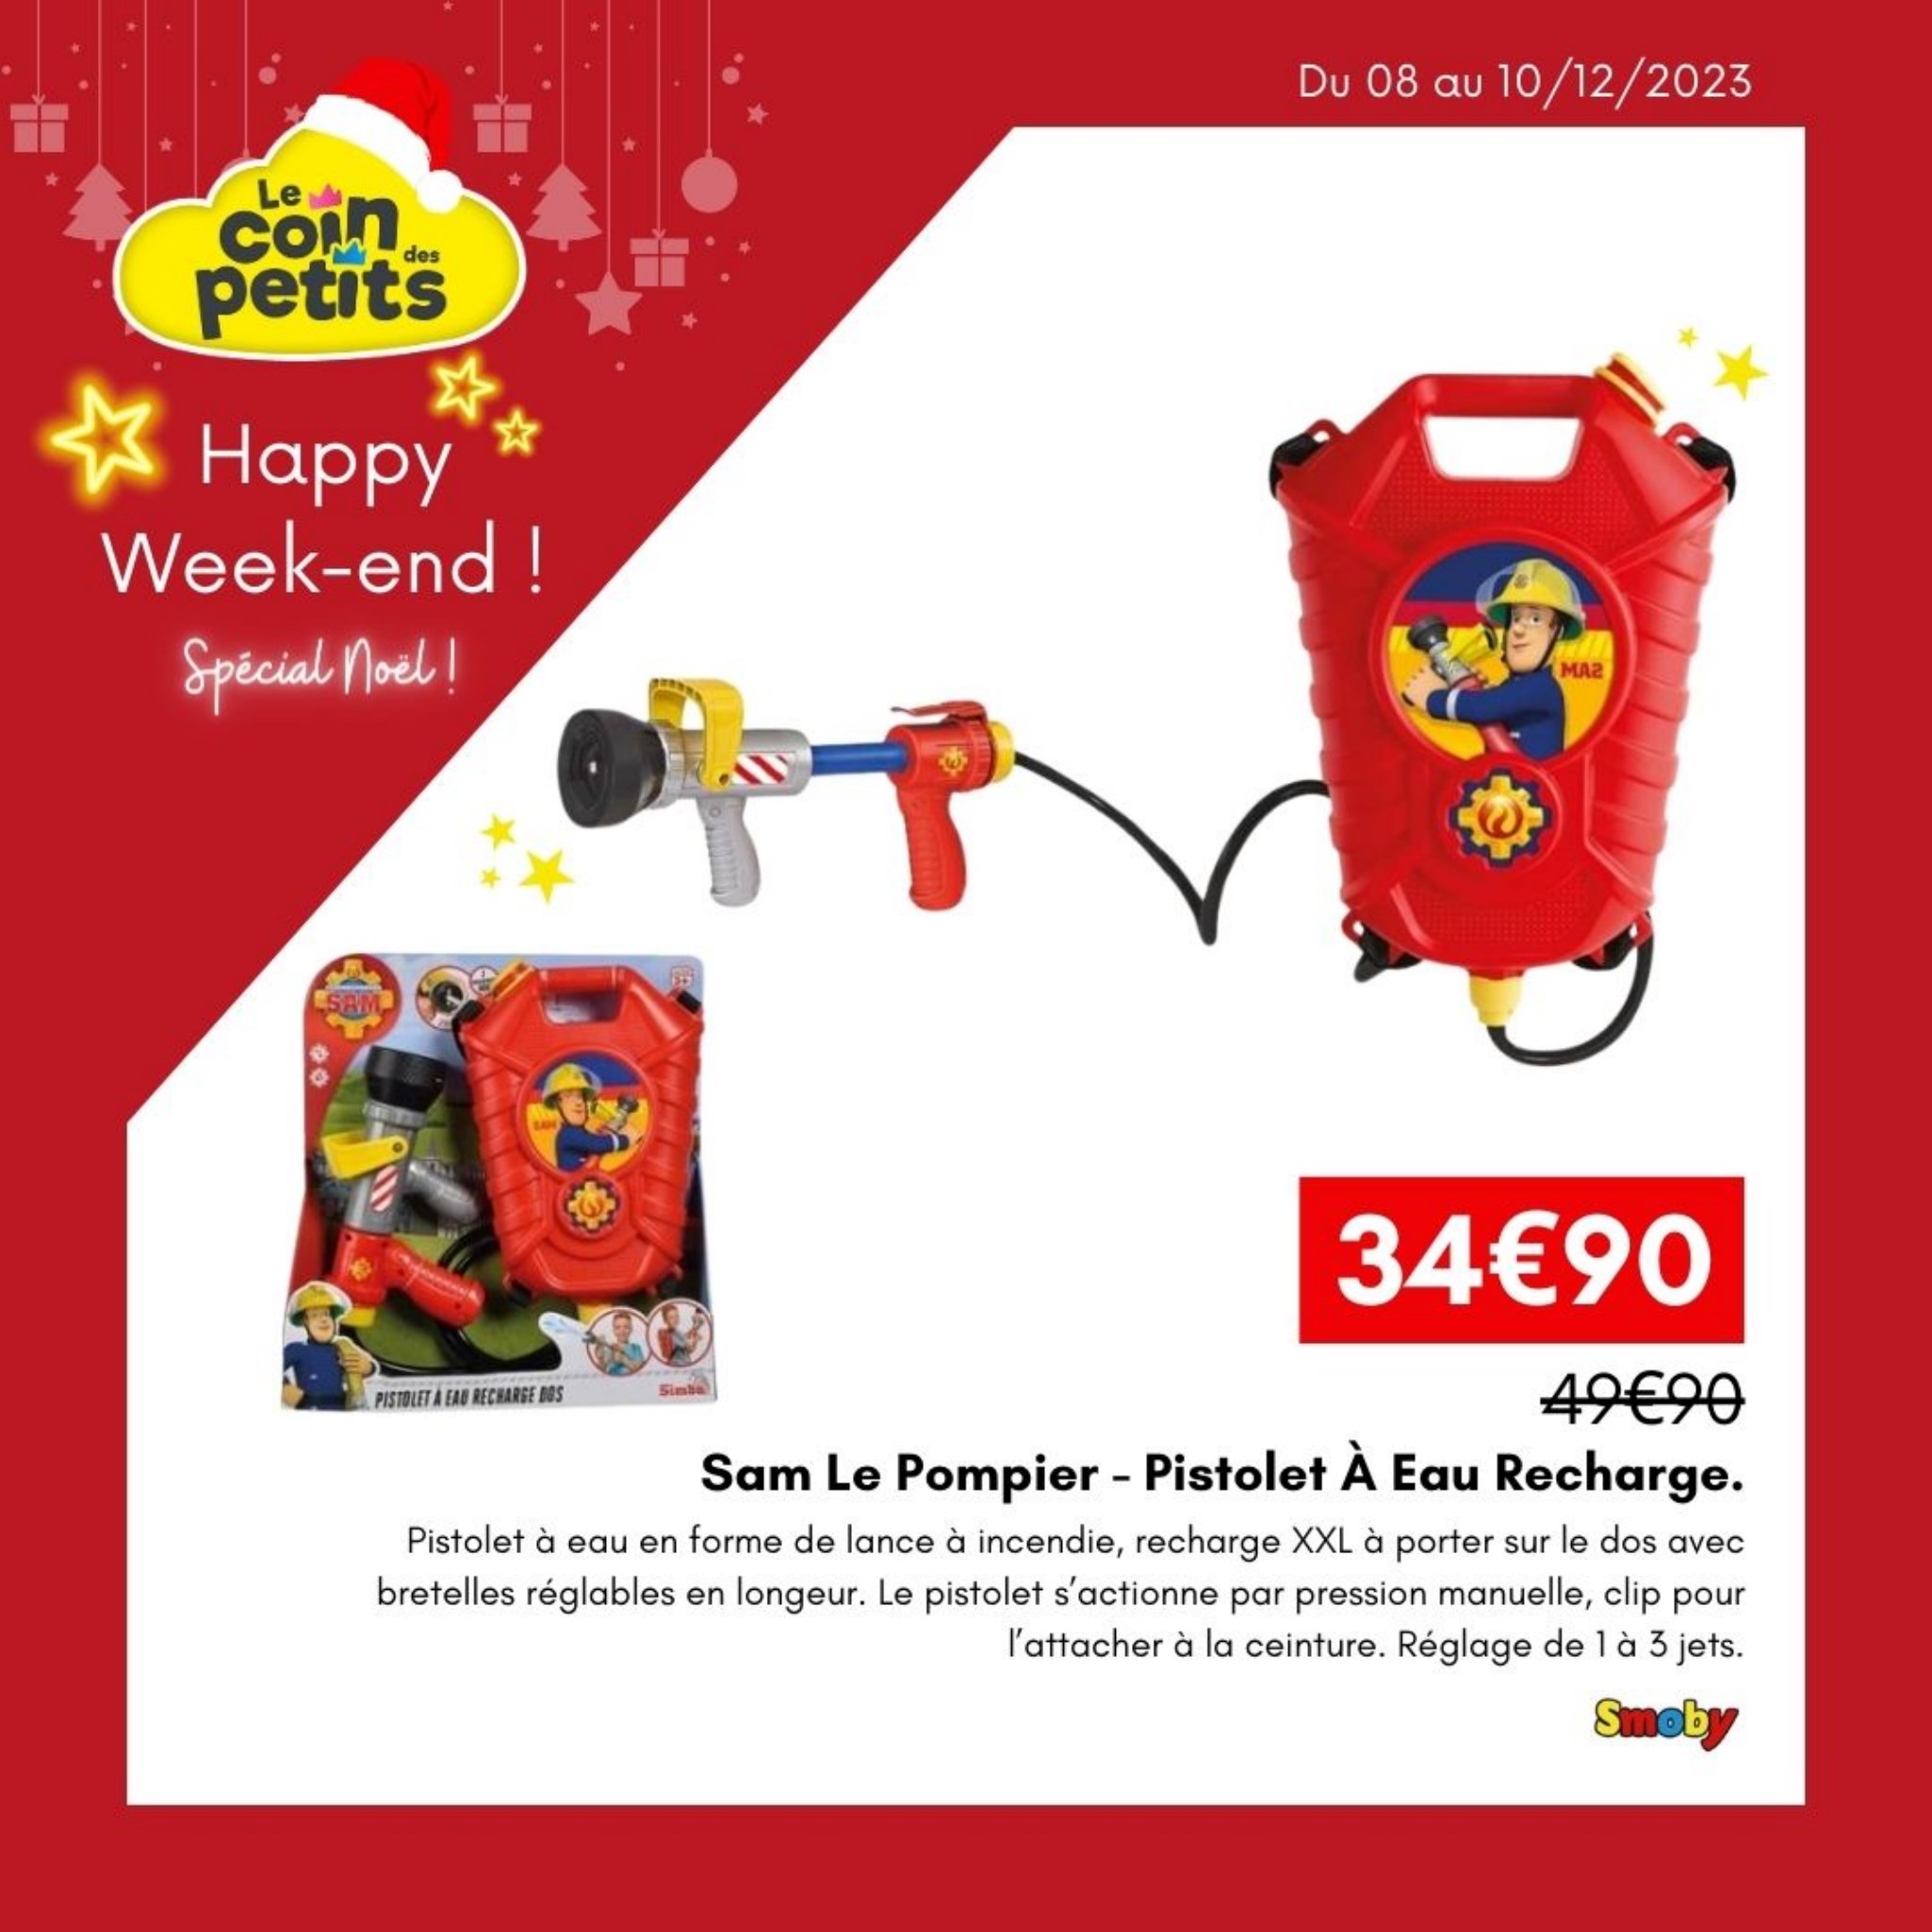 Du 08 au 10/12/2023
Le
coin
des
petits
Happy
Week-end !
Spécial Noël !
MAS
SAM
3+
SAM
PISTOLET À EAU RECHARGE DOS
Simba
34€90
49€90
Sam Le Pompier - Pistolet À Eau Recharge.
Pistolet à eau en forme de lance à incendie, recharge XXL à porter sur le dos avec
bretelles réglables en longeur. Le pistolet s'actionne par pression manuelle, clip pour
l'attacher à la ceinture. Réglage de 1 à 3 jets.
Smoby